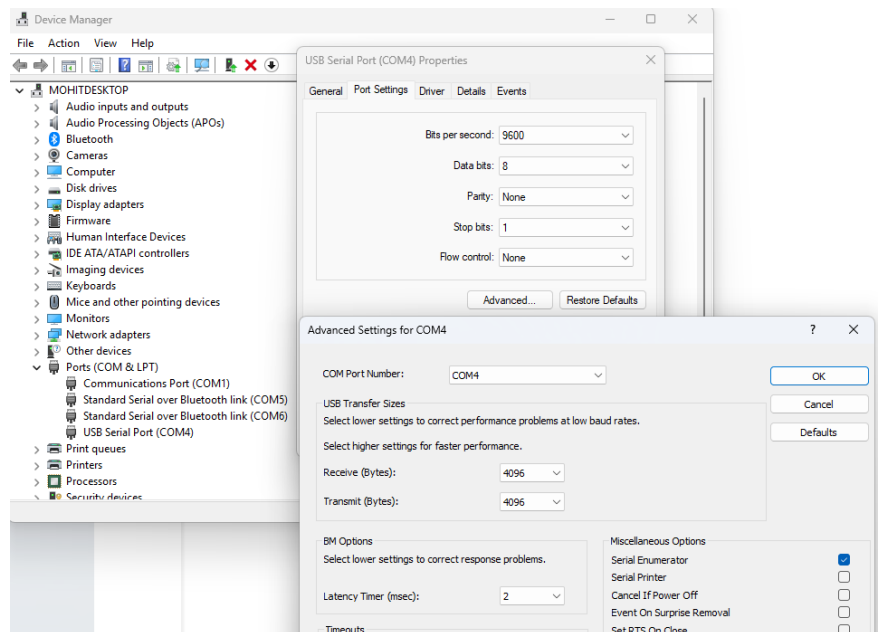 Device Manager
File Action View Help
MOHITDESKTOP
Audio inputs and outputs
Audio Processing Objects (APOs)
Bluetooth
Cameras
Computer
Disk drives
Display adapters
Firmware
Human Interface Devices
IDE ATA/ATAPI controllers
Imaging devices
Keyboards
Mice and other pointing devices
Monitors
Network adapters
Other devices
Ports (COM & LPT)
Communications Port (COM1)
Standard Serial over Bluetooth link (COM5)
Standard Serial over Bluetooth link (COM6)
USB Serial Port (COM4)
Print queues
Printers
Processors
Security devices
USB Serial Port (COM4) Properties
General Port Settings Driver Details Events
Bits per second: 9600
Data bits: 8
Parity: None
Stop bits: 1
Flow control: None
Advanced... Restore Defaults
Advanced Settings for COM4 ?
COM Port Number: COM4
OK
Cancel
Defaults
USB Transfer Sizes
Select lower settings to correct performance problems at low baud rates.
Select higher settings for faster performance.
Receive (Bytes): 4096
Transmit (Bytes): 4096
BM Options
Select lower settings to correct response problems.
Latency Timer (msec): 2
Timeouts
Miscellaneous Options
Serial Enumerator
Serial Printer
Cancel If Power Off
Event On Surprise Removal
Set RTS On Close